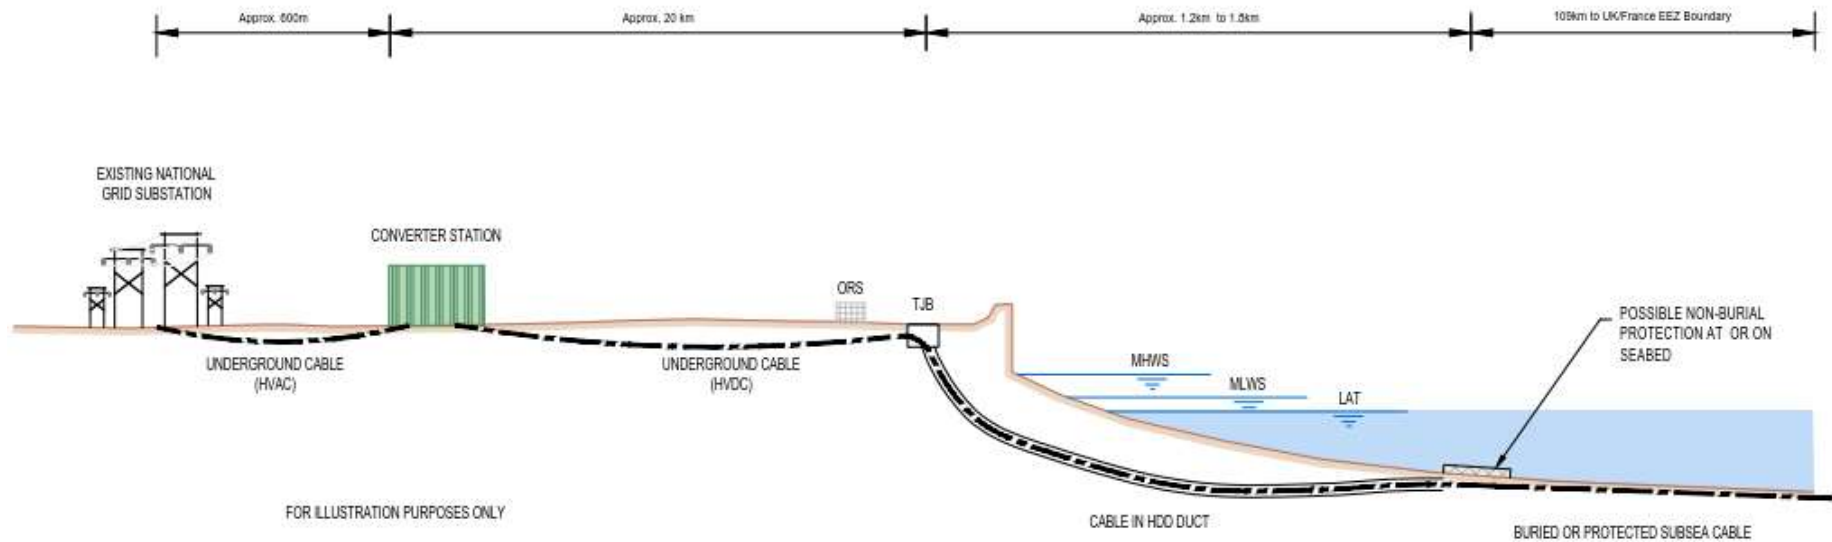 Approx. 600m
Approx. 20 km
Approx. 1.2km to 1.8km
109km to UK/France EEZ Boundary
EXISTING NATIONAL
GRID SUBSTATION
CONVERTER STATION
ORS
TJB
POSSIBLE NON-BURIAL
PROTECTION AT OR ON
SEABED
MHWS
MLWS
LAT
UNDERGROUND CABLE
(HVAC)
UNDERGROUND CABLE
(HVDC)
FOR ILLUSTRATION PURPOSES ONLY
CABLE IN HDD DUCT
BURIED OR PROTECTED SUBSEA CABLE